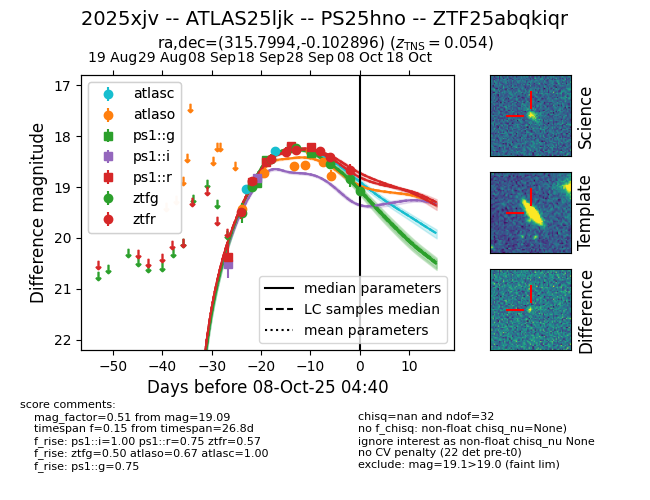 2025xjv -- ATLAS25ljk -- PS25hno -- ZTF25abqkiqr
ra,dec=(315.7994,-0.102896) (z_TNS = 0.054)
19 Aug 29 Aug 08 Sep 18 Sep 28 Sep 08 Oct 18 Oct
17
18
19
20
21
22
Difference magnitude
atlasc
atlaso
ps1::g
ps1::i
ps1::r
ztfg
ztfr
median parameters
LC samples median
mean parameters
−50 −40 −30 −20 −10 0 10
Days before 08-Oct-25 04:40
Science
Template
Difference
score comments:
mag_factor=0.51 from mag=19.09
timespan f=0.15 from timespan=26.8d
f_rise: ps1::i=1.00 ps1::r=0.75 ztfr=0.57
f_rise: ztfg=0.50 atlaso=0.67 atlasc=1.00
f_rise: ps1::g=0.75
chisq=nan and ndof=32
no f_chisq: non-float chisq_nu=None)
ignore interest as non-float chisq_nu None
no CV penalty (22 det pre-t0)
exclude: mag=19.1>19.0 (faint lim)